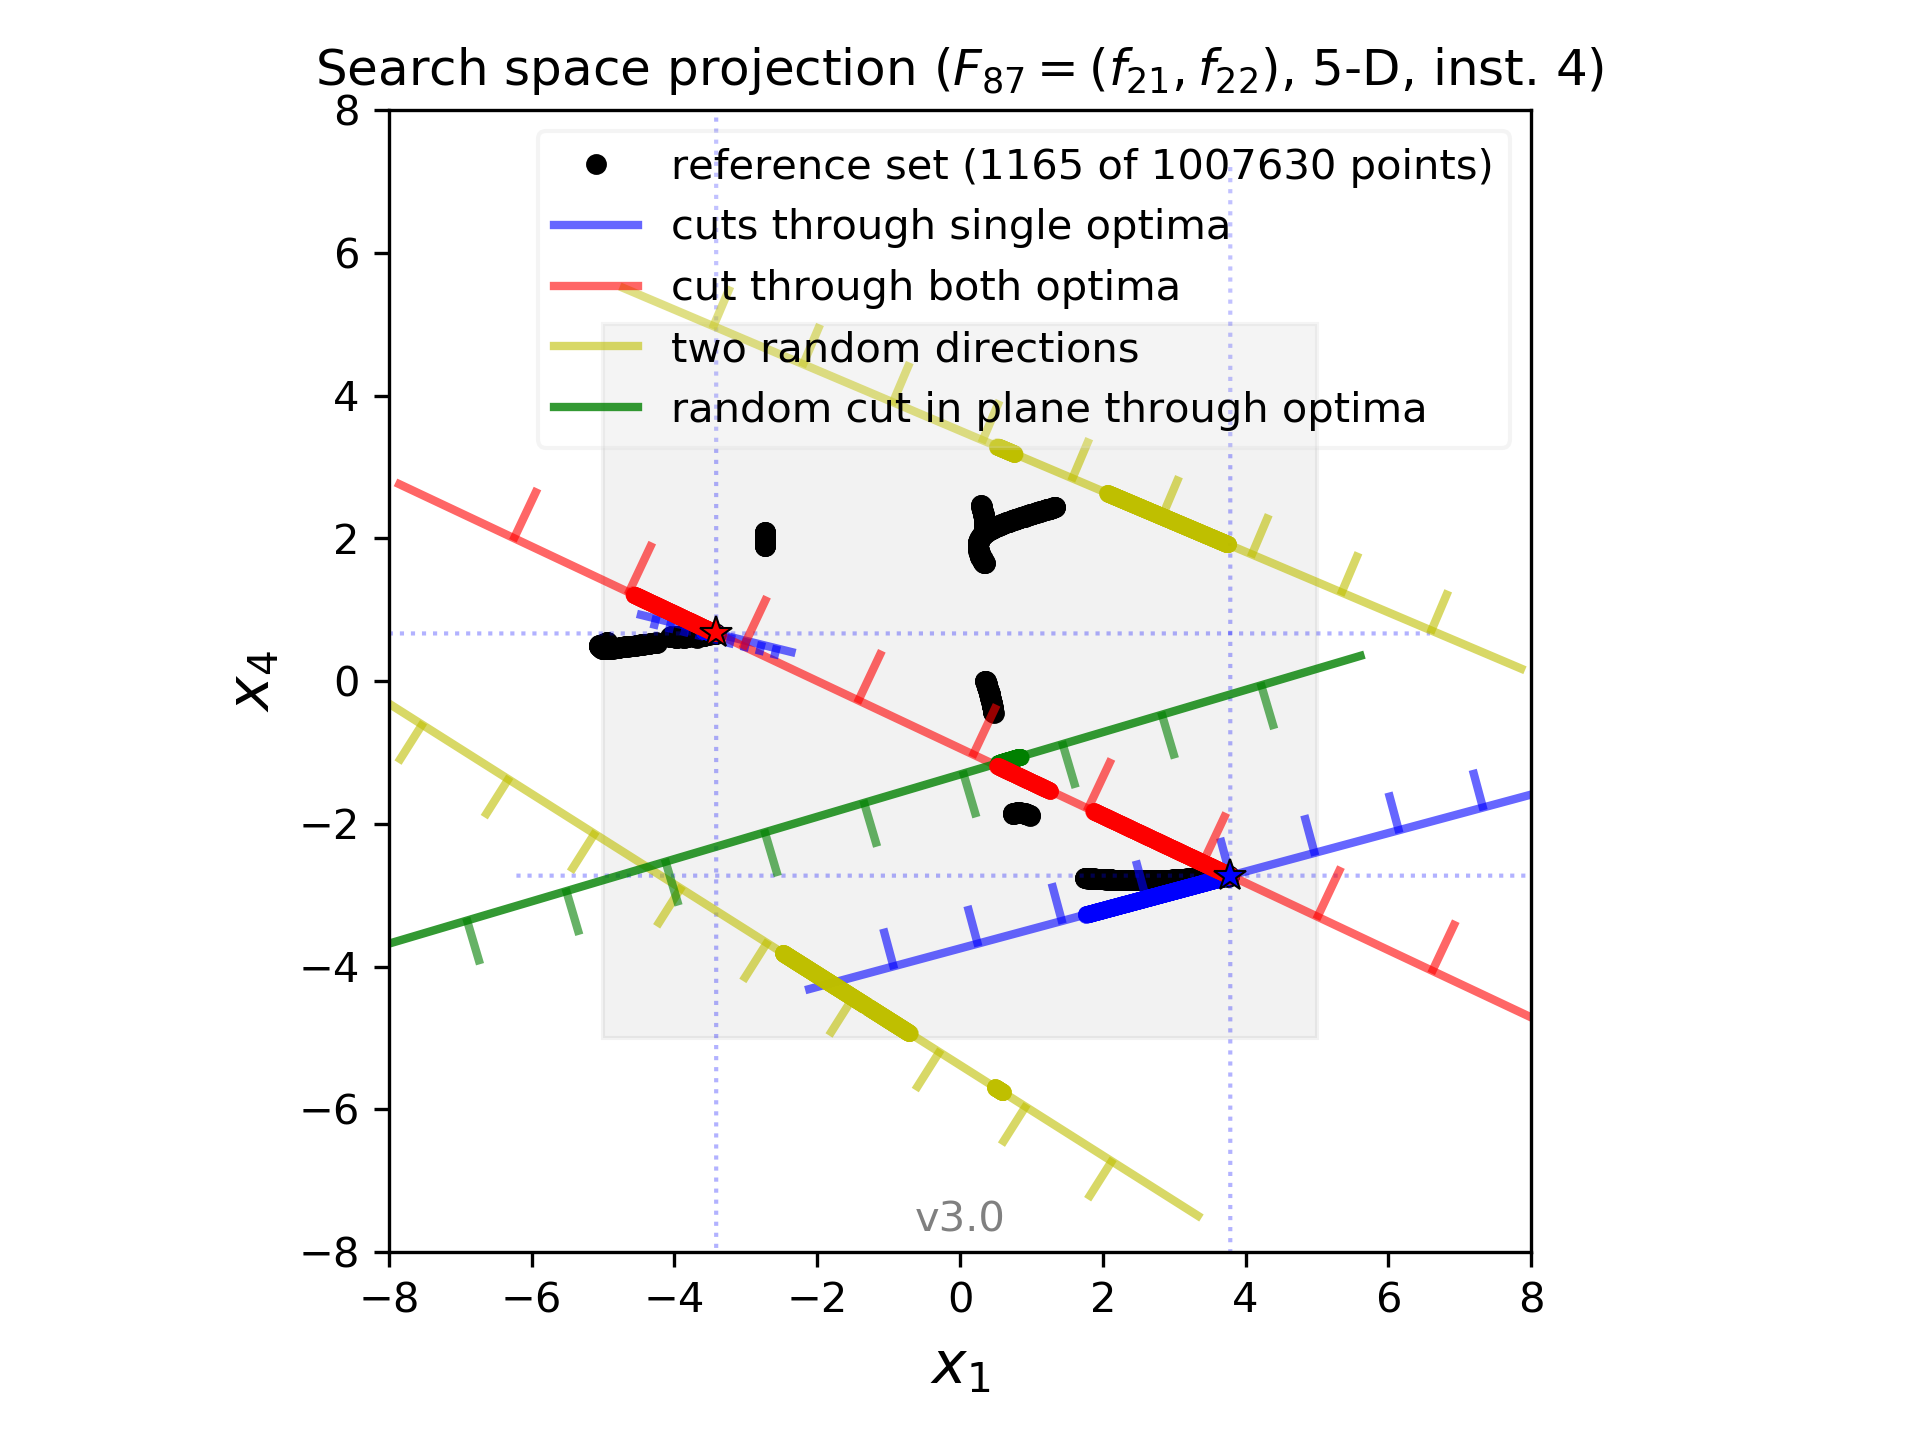 Search space projection (F₈₇ = (f₂₁, f₂₂), 5-D, inst. 4)
reference set (1165 of 1007630 points)
cuts through single optima
cut through both optima
two random directions
random cut in plane through optima
8
6
4
2
0
−2
−4
−6
−8
x₄
v3.0
−8 −6 −4 −2 0 2 4 6 8
x₁